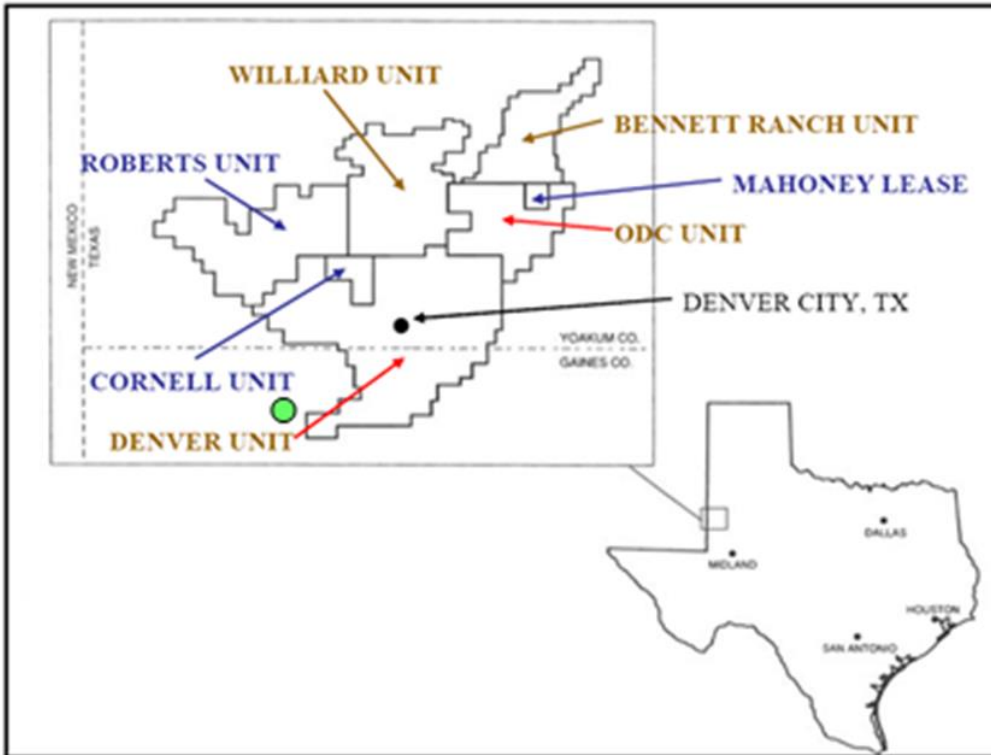 WILLIARD UNIT
BENNETT RANCH UNIT
ROBERTS UNIT
MAHONEY LEASE
NEW MEXICO
TEXAS
ODC UNIT
DENVER CITY, TX
YOAKUM CO.
GAINES CO.
CORNELL UNIT
DENVER UNIT
DALLAS
MIDLAND
HOUSTON
SAN ANTONIO